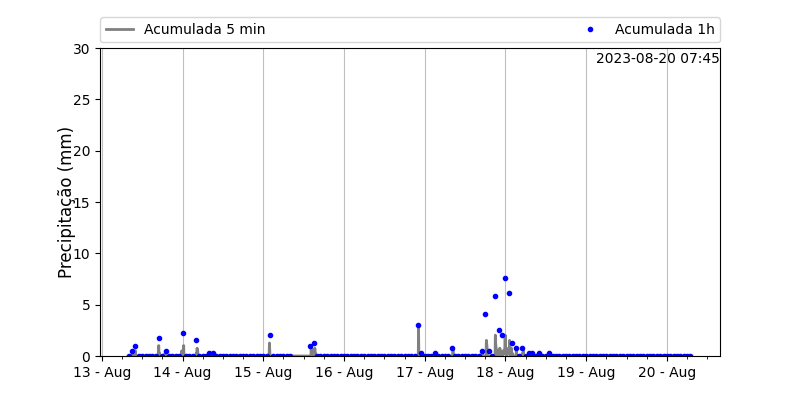 Acumulada 5 min
Acumulada 1h
2023-08-20 07:45
Precipitação (mm)
30
25
20
15
10
5
0
13 - Aug
14 - Aug
15 - Aug
16 - Aug
17 - Aug
18 - Aug
19 - Aug
20 - Aug